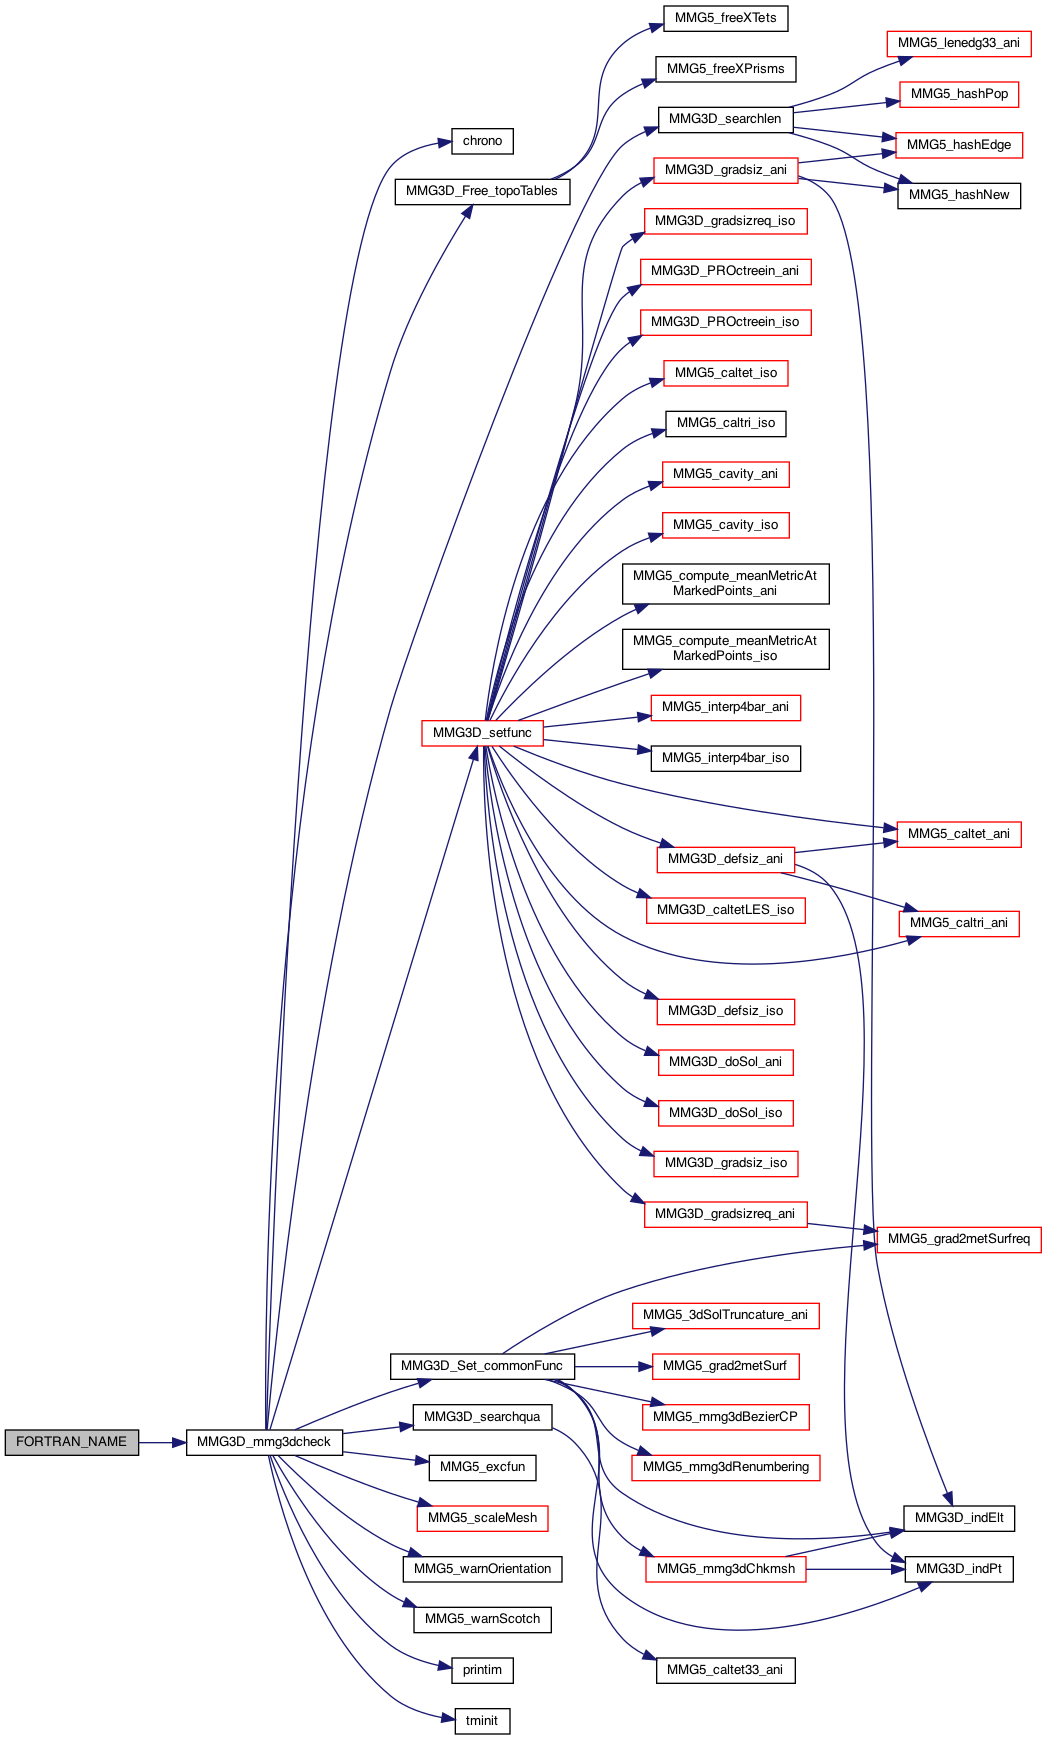 MMG5_freeXTets
MMG5_lenedg33_ani
MMG5_freeXPrisms
MMG5_hashPop
MMG3D_searchlen
chrono
MMG5_hashEdge
MMG3D_gradsiz_ani
MMG3D_Free_topoTables
MMG5_hashNew
MMG3D_gradsizreq_iso
MMG3D_PROctreein_ani
MMG3D_PROctreein_iso
MMG5_caltet_iso
MMG5_caltri_iso
MMG5_cavity_ani
MMG5_cavity_iso
MMG5_compute_meanMetricAt
MarkedPoints_ani
MMG5_compute_meanMetricAt
MarkedPoints_iso
MMG5_interp4bar_ani
MMG3D_setfunc
MMG5_interp4bar_iso
MMG5_caltet_ani
MMG3D_defsiz_ani
MMG3D_caltetLES_iso
MMG5_caltri_ani
MMG3D_defsiz_iso
MMG3D_doSol_ani
MMG3D_doSol_iso
MMG3D_gradsiz_iso
MMG3D_gradsizreq_ani
MMG5_grad2metSurfreq
MMG5_3dSolTruncature_ani
MMG3D_Set_commonFunc
MMG5_grad2metSurf
MMG3D_searchqua
MMG5_mmg3dBezierCP
FORTRAN_NAME
MMG3D_mmg3dcheck
MMG5_excfun
MMG5_mmg3dRenumbering
MMG5_scaleMesh
MMG3D_indElt
MMG5_warnOrientation
MMG5_mmg3dChkmsh
MMG3D_indPt
MMG5_warnScotch
printim
MMG5_caltet33_ani
tminit